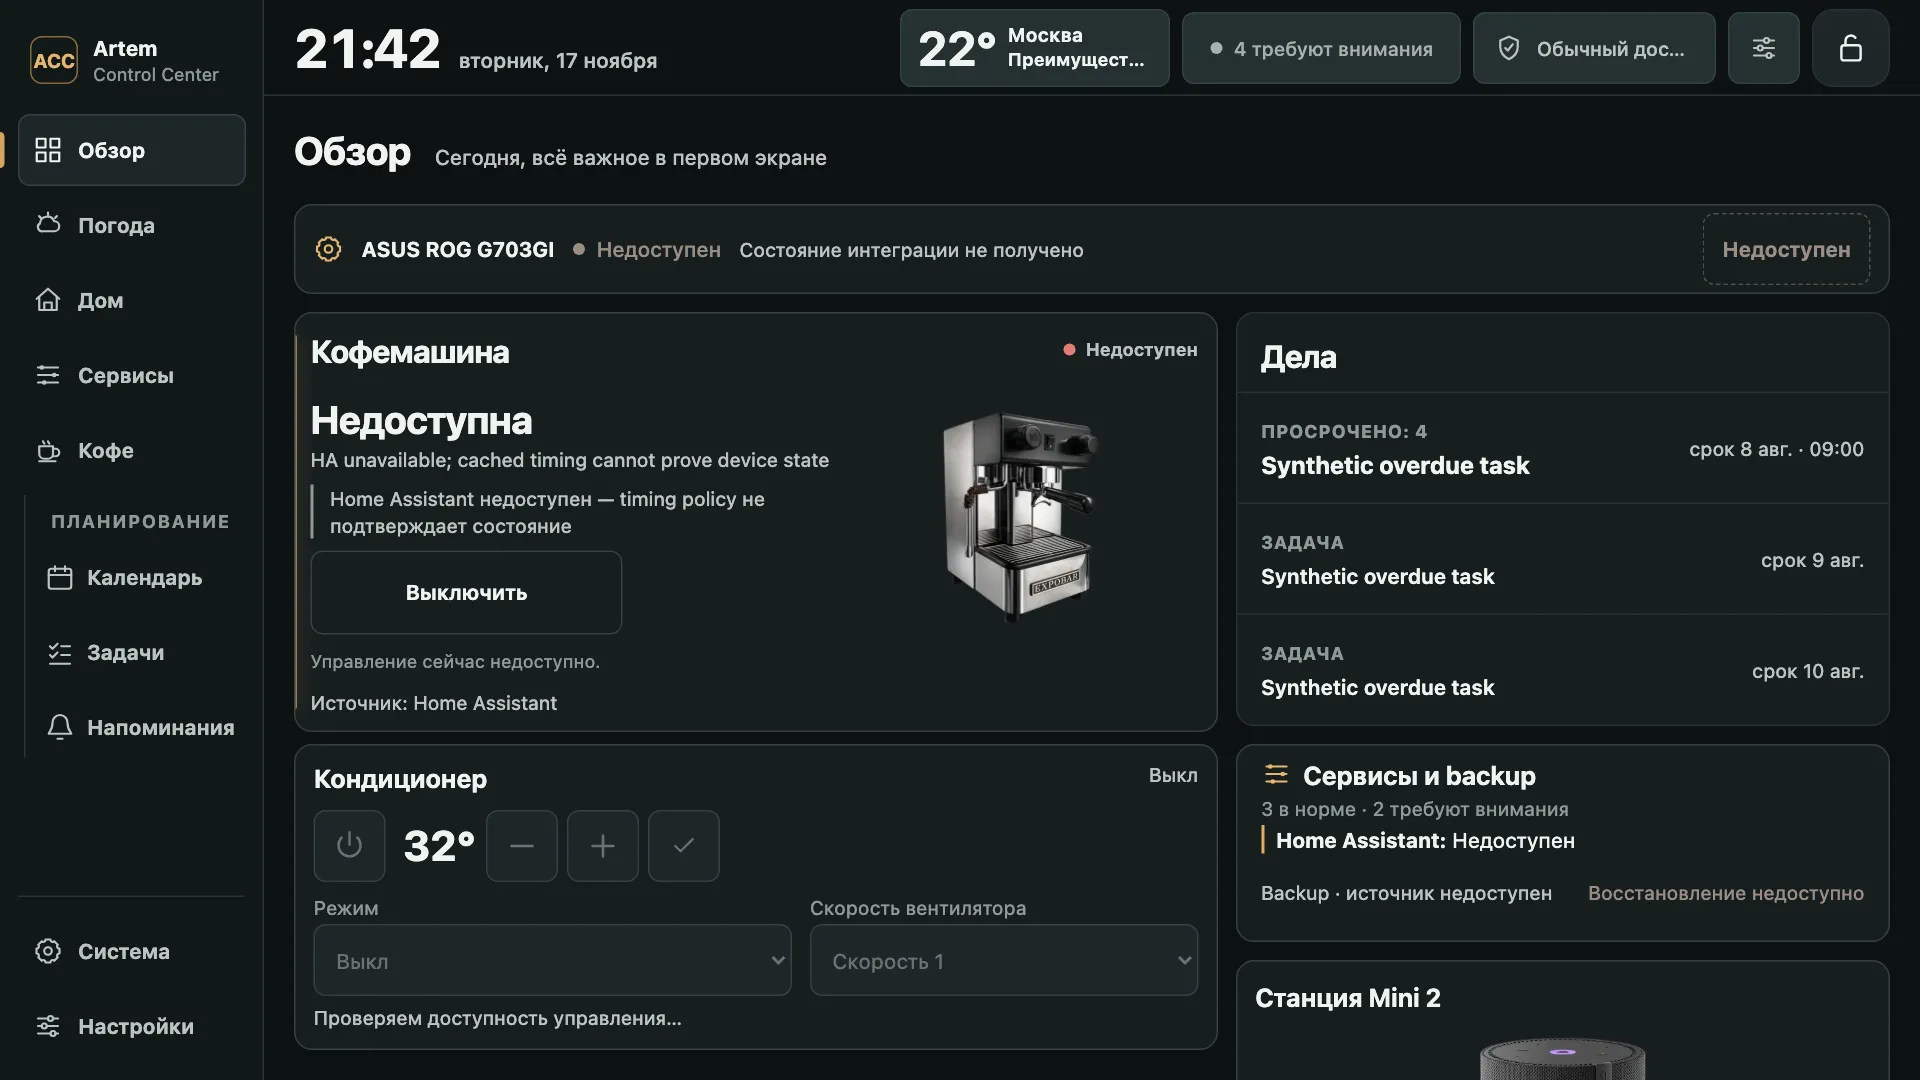 ACC
Artem
Control Center
Обзор
Погода
Дом
Сервисы
Кофе
ПЛАНИРОВАНИЕ
Календарь
Задачи
Напоминания
Система
Настройки
21:42 вторник, 17 ноября
22° Москва
Преимущест...
4 требуют внимания
Обычный дос...
Обзор Сегодня, всё важное в первом экране
ASUS ROG G703GI Недоступен Состояние интеграции не получено Недоступен
Кофемашина Недоступен
Недоступна
HA unavailable; cached timing cannot prove device state
Home Assistant недоступен — timing policy не
подтверждает состояние
Выключить
Управление сейчас недоступно.
Источник: Home Assistant
EXPOBAR
Кондиционер Выкл
32°
Режим
Выкл
Скорость вентилятора
Скорость 1
Проверяем доступность управления...
Дела
ПРОСРОЧЕНО: 4
Synthetic overdue task
срок 8 авг. · 09:00
ЗАДАЧА
Synthetic overdue task
срок 9 авг.
ЗАДАЧА
Synthetic overdue task
срок 10 авг.
Сервисы и backup
3 в норме · 2 требуют внимания
Home Assistant: Недоступен
Backup · источник недоступен Восстановление недоступно
Станция Mini 2